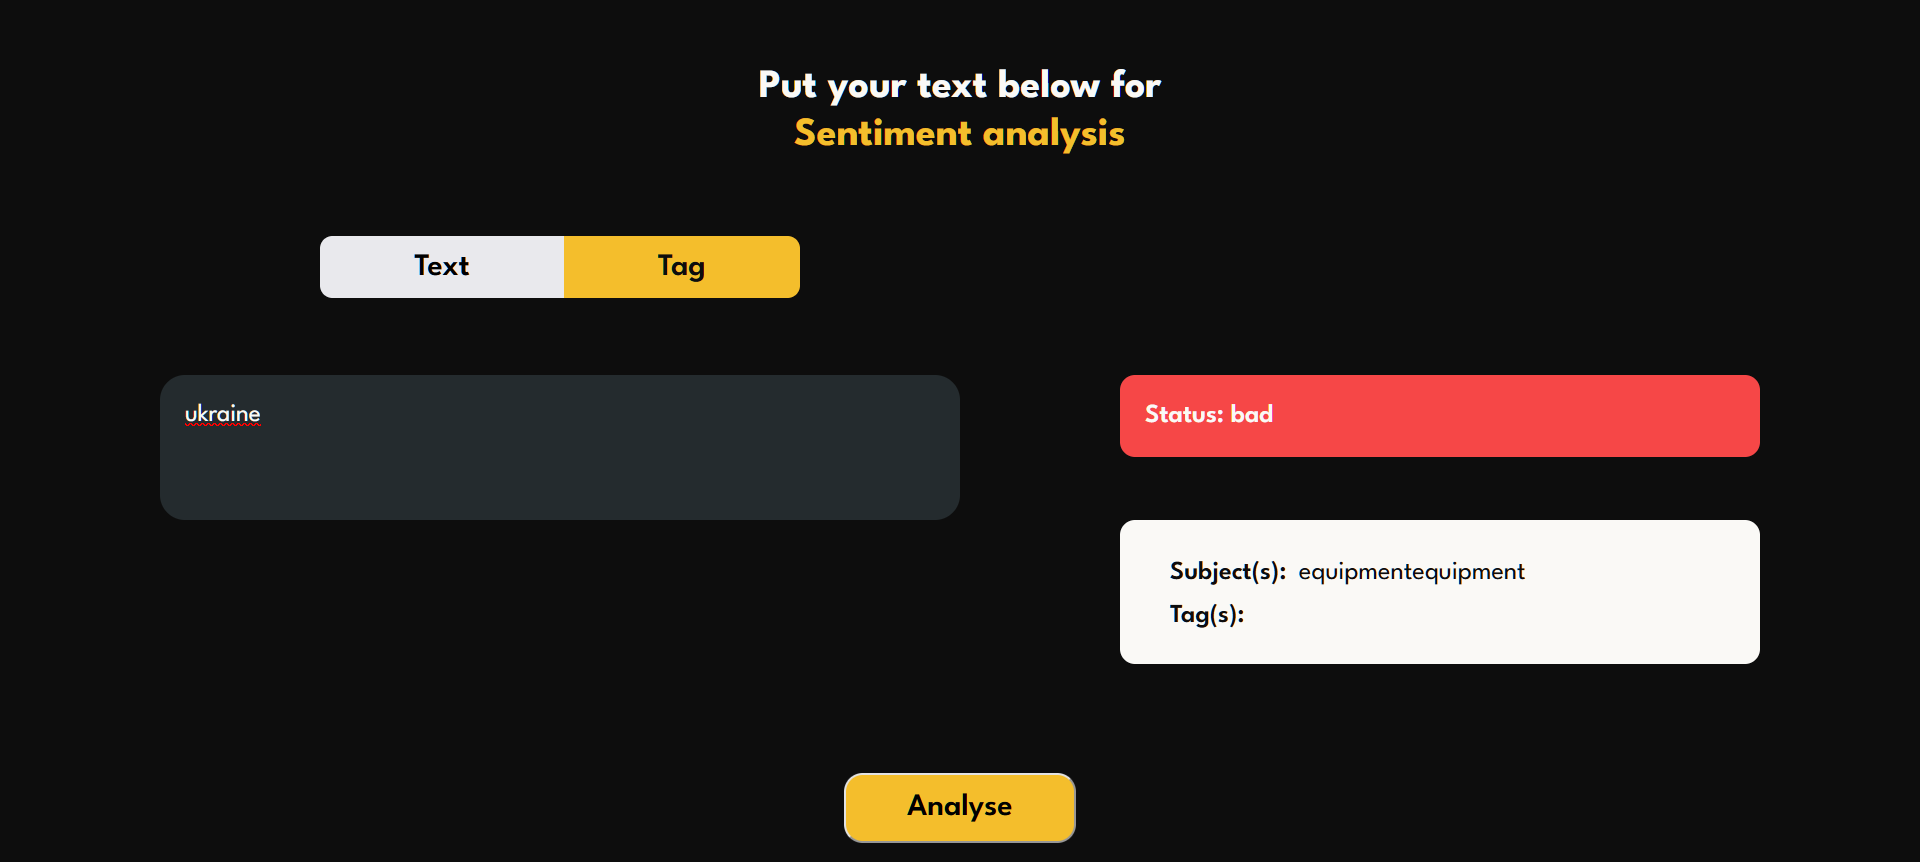 Put your text below for
Sentiment analysis
Text
Tag
ukraine
Status: bad
Subject(s): equipmentequipment
Tag(s):
Analyse